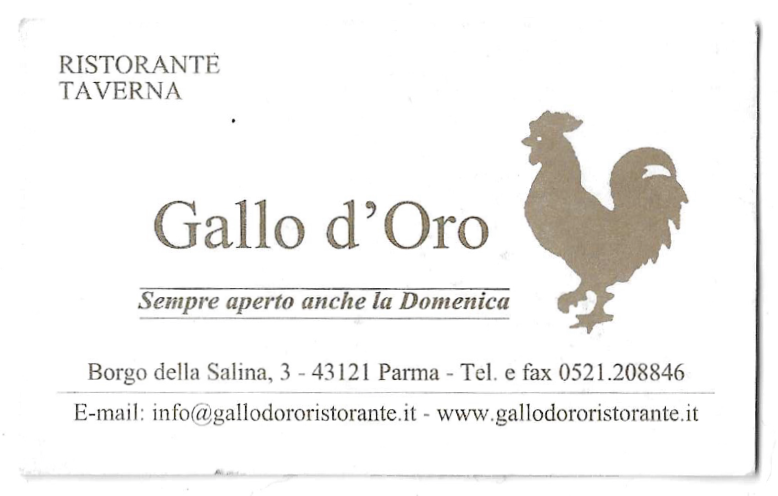 RISTORANTE
TAVERNA
Gallo d'Oro
Sempre aperto anche la Domenica
Borgo della Salina, 3 - 43121 Parma - Tel. e fax 0521.208846
E-mail: info@gallodororistorante.it - www.gallodororistorante.it